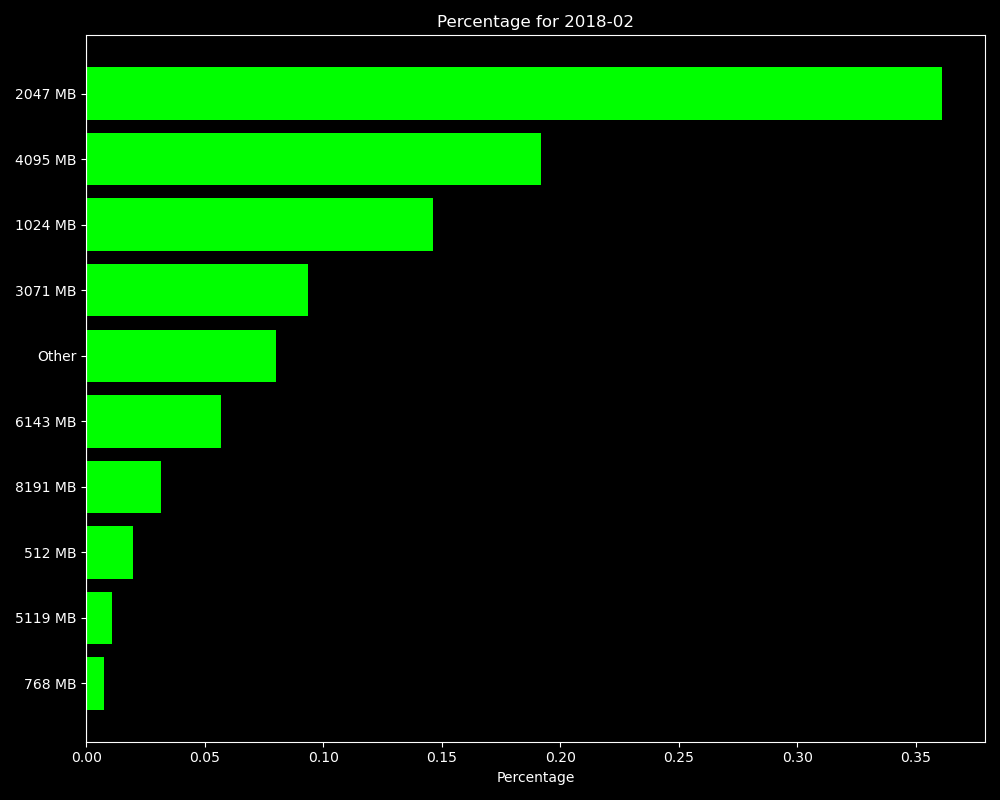 Percentage for 2018-02
2047 MB
4095 MB
1024 MB
3071 MB
Other
6143 MB
8191 MB
512 MB
5119 MB
768 MB
0.00 0.05 0.10 0.15 0.20 0.25 0.30 0.35
Percentage